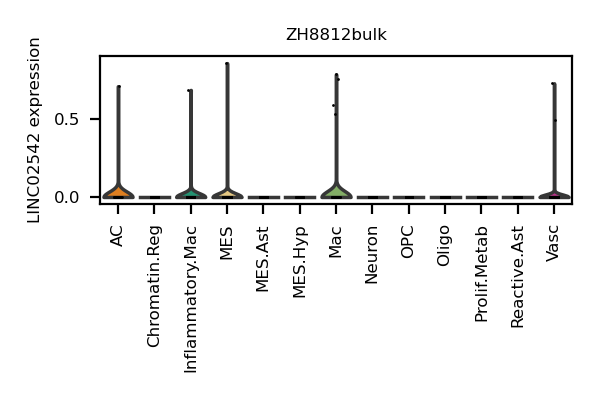 ZH8812bulk
LINC02542 expression
0.5
0.0
AC
Chromatin.Reg
Inflammatory.Mac
MES
MES.Ast
MES.Hyp
Mac
Neuron
OPC
Oligo
Prolif.Metab
Reactive.Ast
Vasc